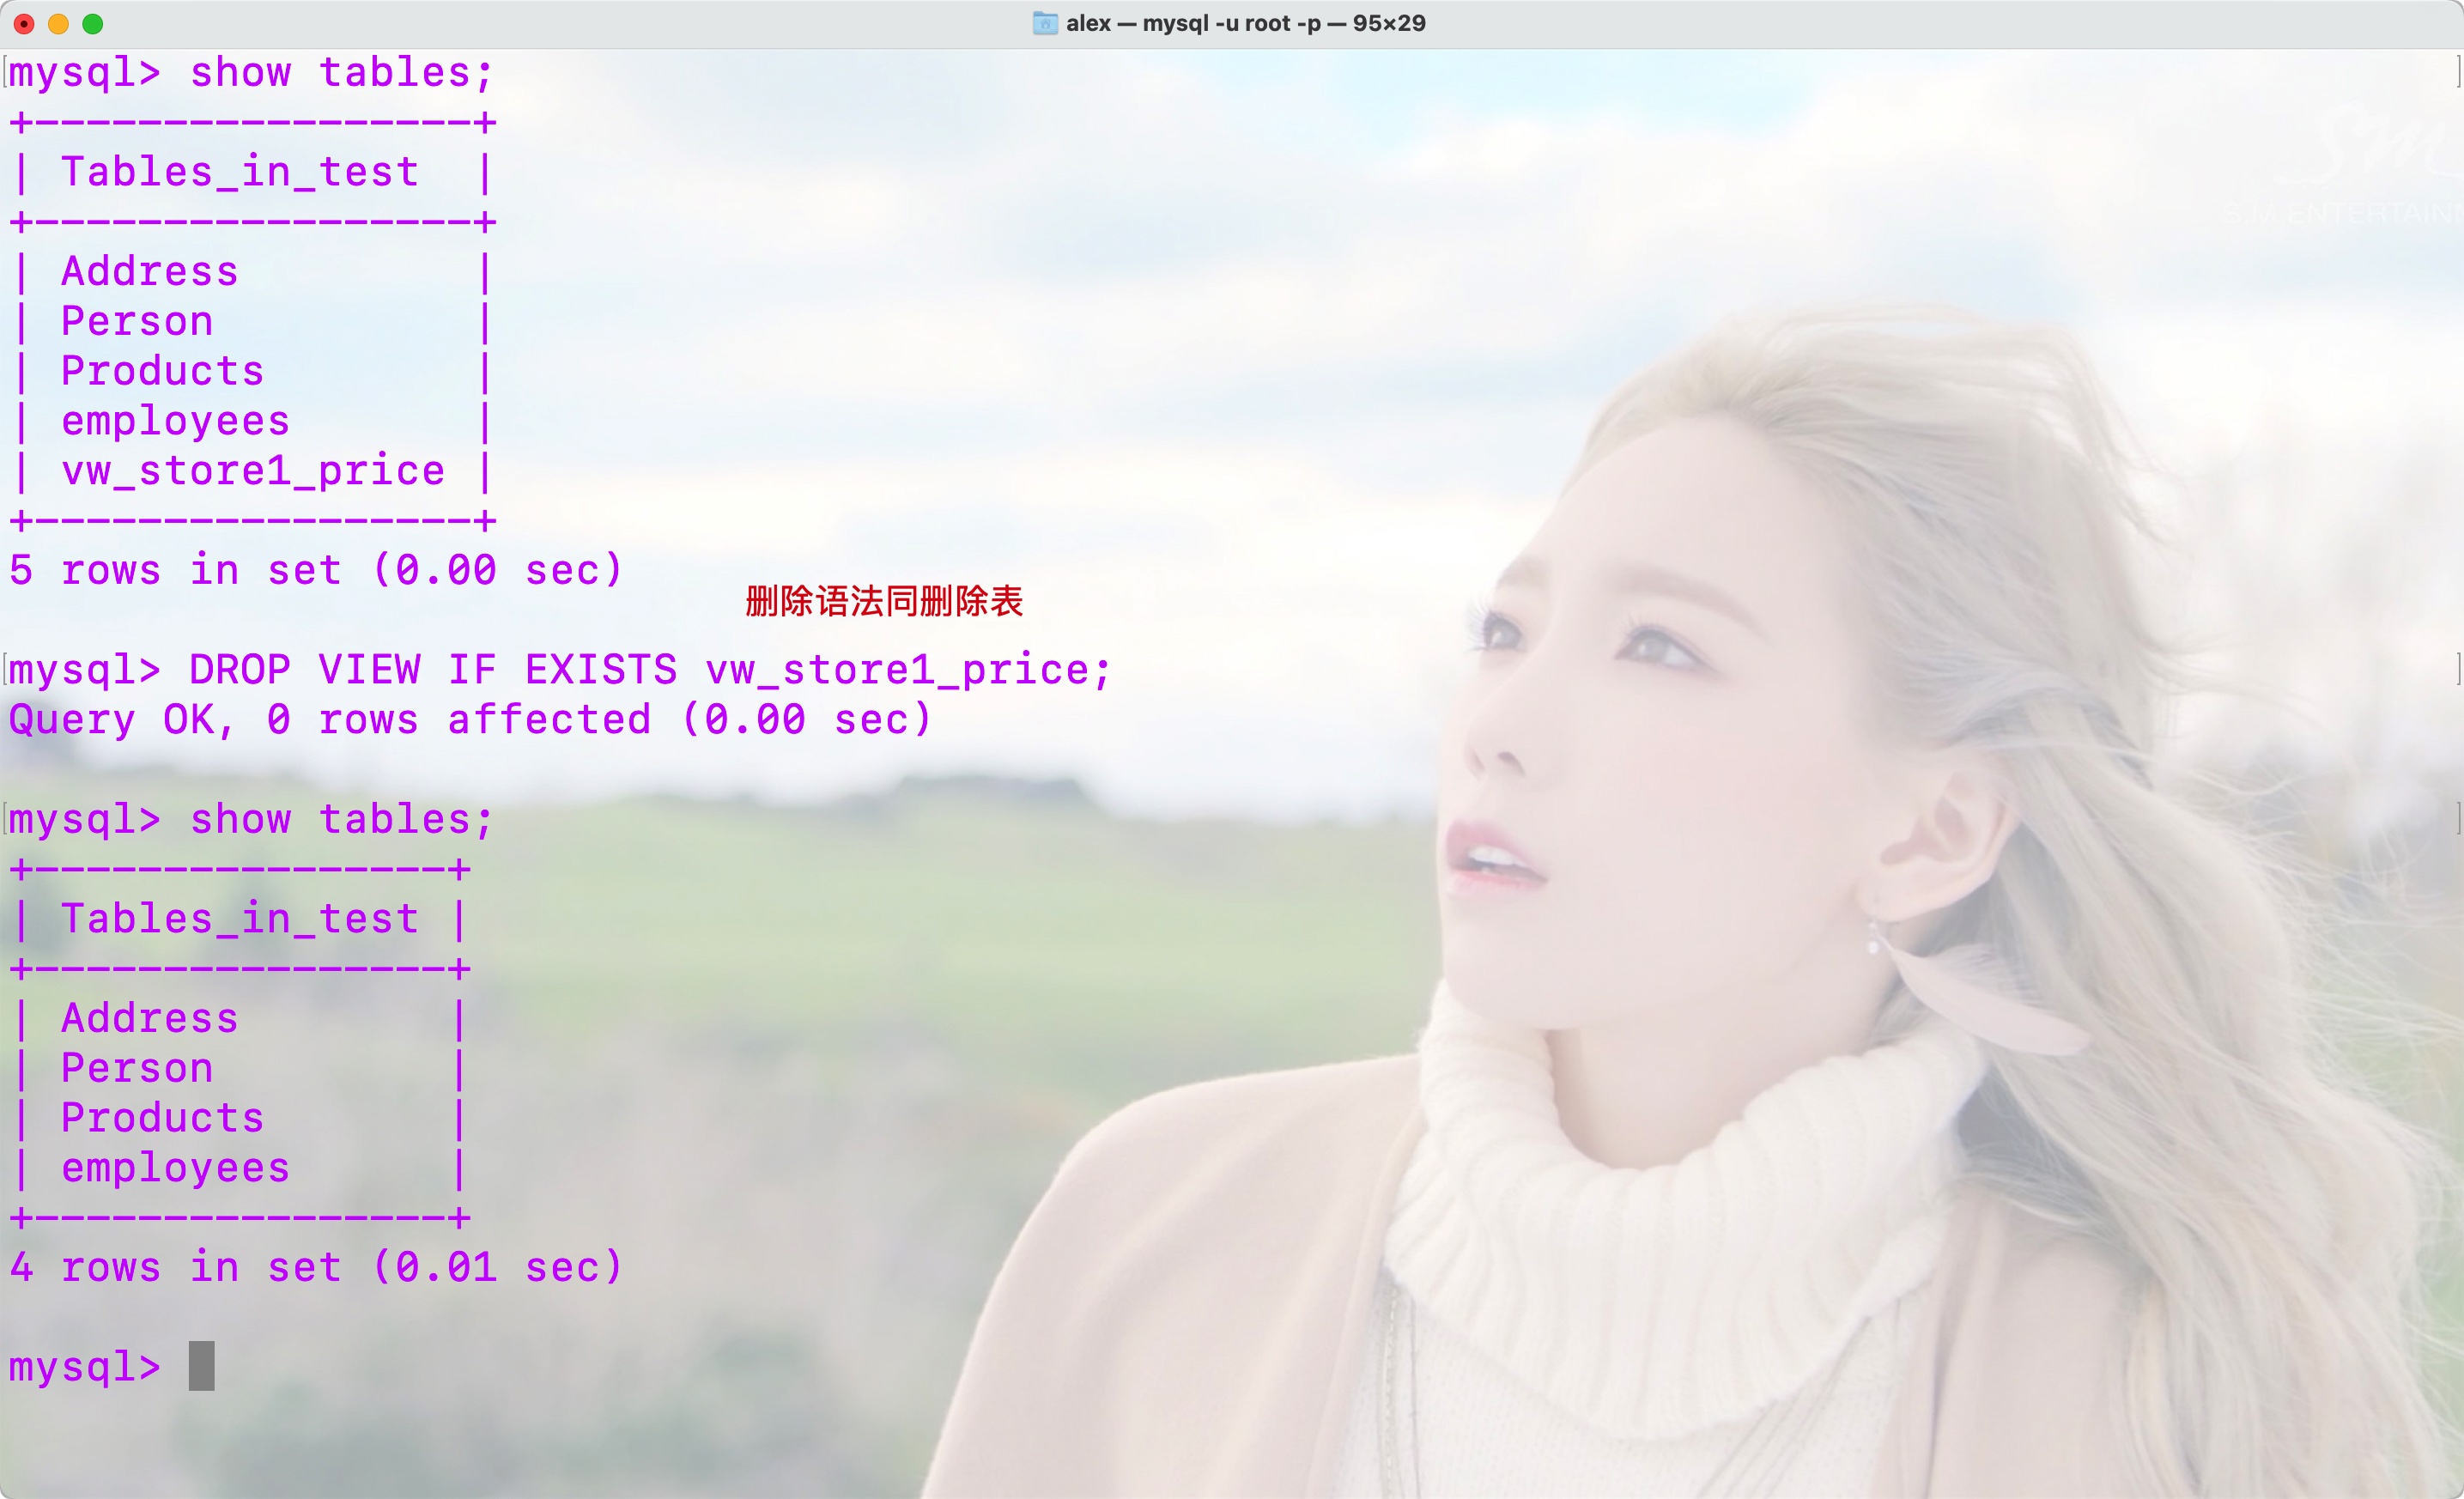 alex — mysql -u root -p — 95×29
mysql> show tables;
+------------------+
| Tables_in_test   |
+------------------+
| Address          |
| Person           |
| Products         |
| employees        |
| vw_store1_price  |
+------------------+
5 rows in set (0.00 sec)
删除语法同删除表
mysql> DROP VIEW IF EXISTS vw_store1_price;
Query OK, 0 rows affected (0.00 sec)
mysql> show tables;
+----------------+
| Tables_in_test |
+----------------+
| Address        |
| Person         |
| Products       |
| employees      |
+----------------+
4 rows in set (0.01 sec)
mysql>
SM